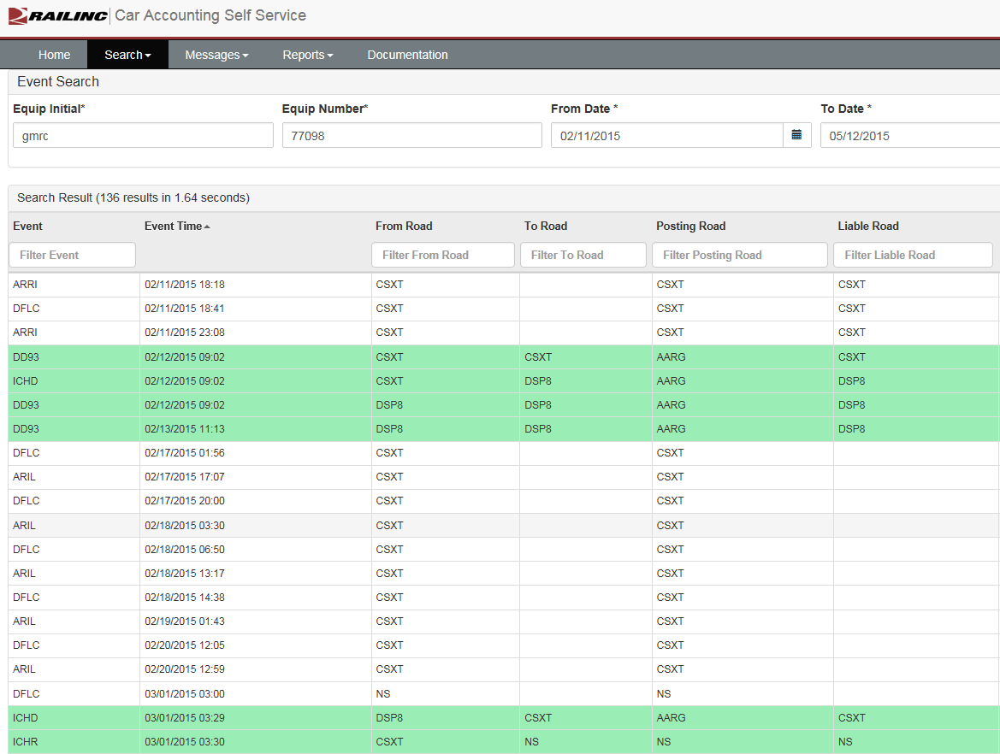 RAILINC Car Accounting Self Service
Home Search Messages Reports Documentation
Event Search
Equip Initial* Equip Number* From Date * To Date *
gmrc 77098 02/11/2015 05/12/2015
Search Result (136 results in 1.64 seconds)
Event Event Time From Road To Road Posting Road Liable Road
Filter Event Filter From Road Filter To Road Filter Posting Road Filter Liable Road
ARRI 02/11/2015 18:18 CSXT CSXT CSXT
DFLC 02/11/2015 18:41 CSXT CSXT CSXT
ARRI 02/11/2015 23:08 CSXT CSXT CSXT
DD93 02/12/2015 09:02 CSXT CSXT AARG CSXT
ICHD 02/12/2015 09:02 CSXT DSP8 AARG DSP8
DD93 02/12/2015 09:02 DSP8 DSP8 AARG DSP8
DD93 02/13/2015 11:13 DSP8 DSP8 AARG DSP8
DFLC 02/17/2015 01:56 CSXT CSXT
ARIL 02/17/2015 17:07 CSXT CSXT
DFLC 02/17/2015 20:00 CSXT CSXT
ARIL 02/18/2015 03:30 CSXT CSXT
DFLC 02/18/2015 06:50 CSXT CSXT
ARIL 02/18/2015 13:17 CSXT CSXT
DFLC 02/18/2015 14:38 CSXT CSXT
ARIL 02/19/2015 01:43 CSXT CSXT
DFLC 02/20/2015 12:05 CSXT CSXT
ARIL 02/20/2015 12:59 CSXT CSXT
DFLC 03/01/2015 03:00 NS NS
ICHD 03/01/2015 03:29 DSP8 CSXT AARG CSXT
ICHR 03/01/2015 03:30 CSXT NS NS NS